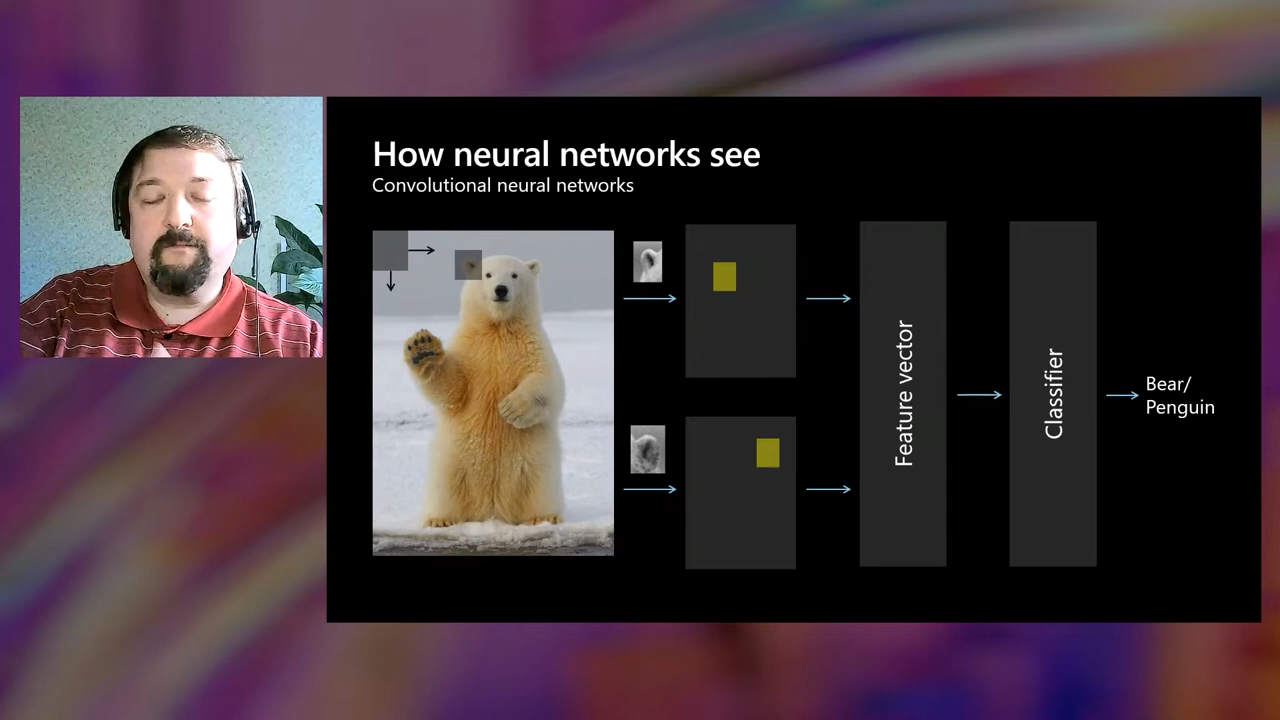 How neural networks see
Convolutional neural networks
Feature vector
Classifier
Bear/
Penguin